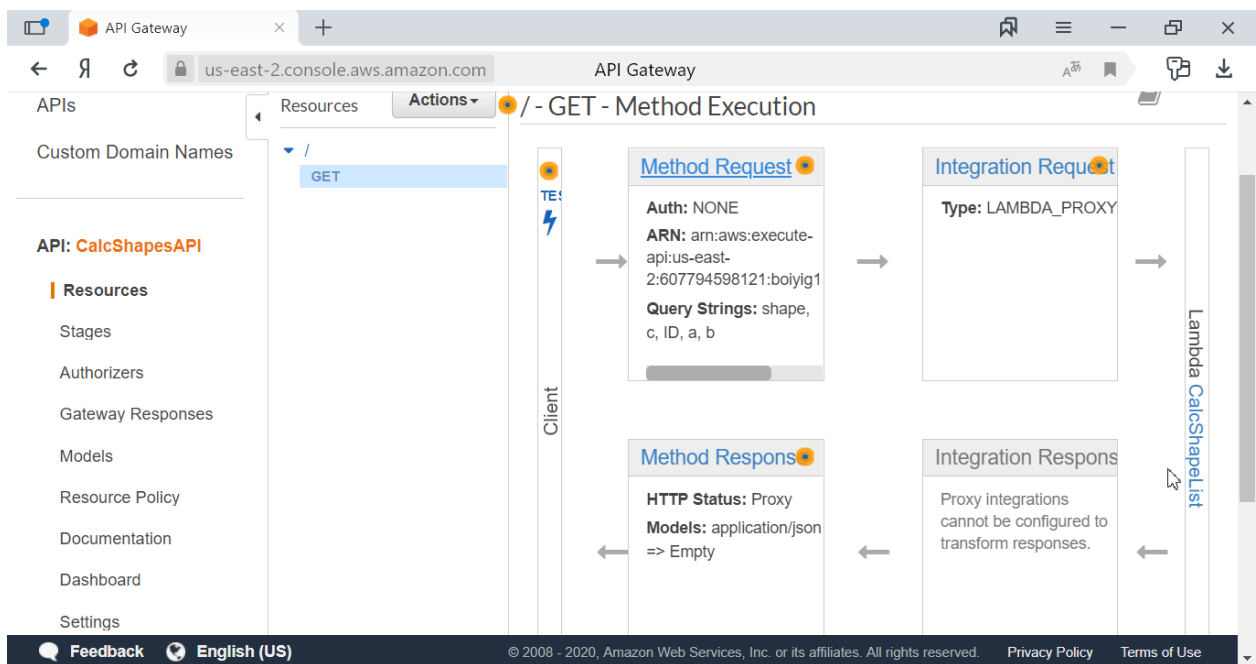 API Gateway
Я us-east-2.console.aws.amazon.com API Gateway
APIs
Custom Domain Names
API: CalcShapesAPI
Resources
Stages
Authorizers
Gateway Responses
Models
Resource Policy
Documentation
Dashboard
Settings
Resources Actions
/
GET
/ - GET - Method Execution
TES
Client
Method Request
Auth: NONE
ARN: arn:aws:execute-
api:us-east-
2:607794598121:boiyig1
Query Strings: shape,
c, ID, a, b
Integration Request
Type: LAMBDA_PROXY
Lambda CalcShapeList
Method Respons
HTTP Status: Proxy
Models: application/json
=> Empty
Integration Respons
Proxy integrations
cannot be configured to
transform responses.
Feedback English (US) © 2008 - 2020, Amazon Web Services, Inc. or its affiliates. All rights reserved. Privacy Policy Terms of Use